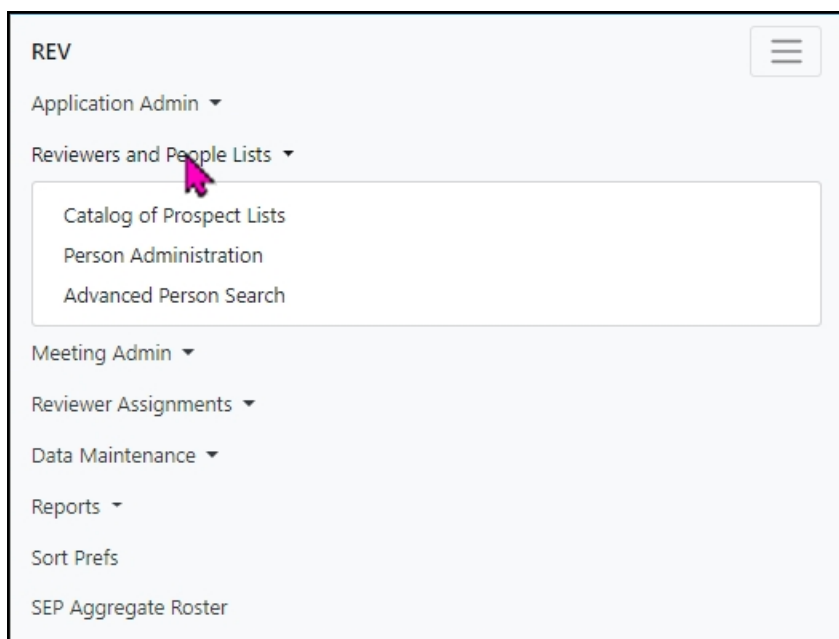 REV
Application Admin
Reviewers and People Lists
Catalog of Prospect Lists
Person Administration
Advanced Person Search
Meeting Admin
Reviewer Assignments
Data Maintenance
Reports
Sort Prefs
SEP Aggregate Roster